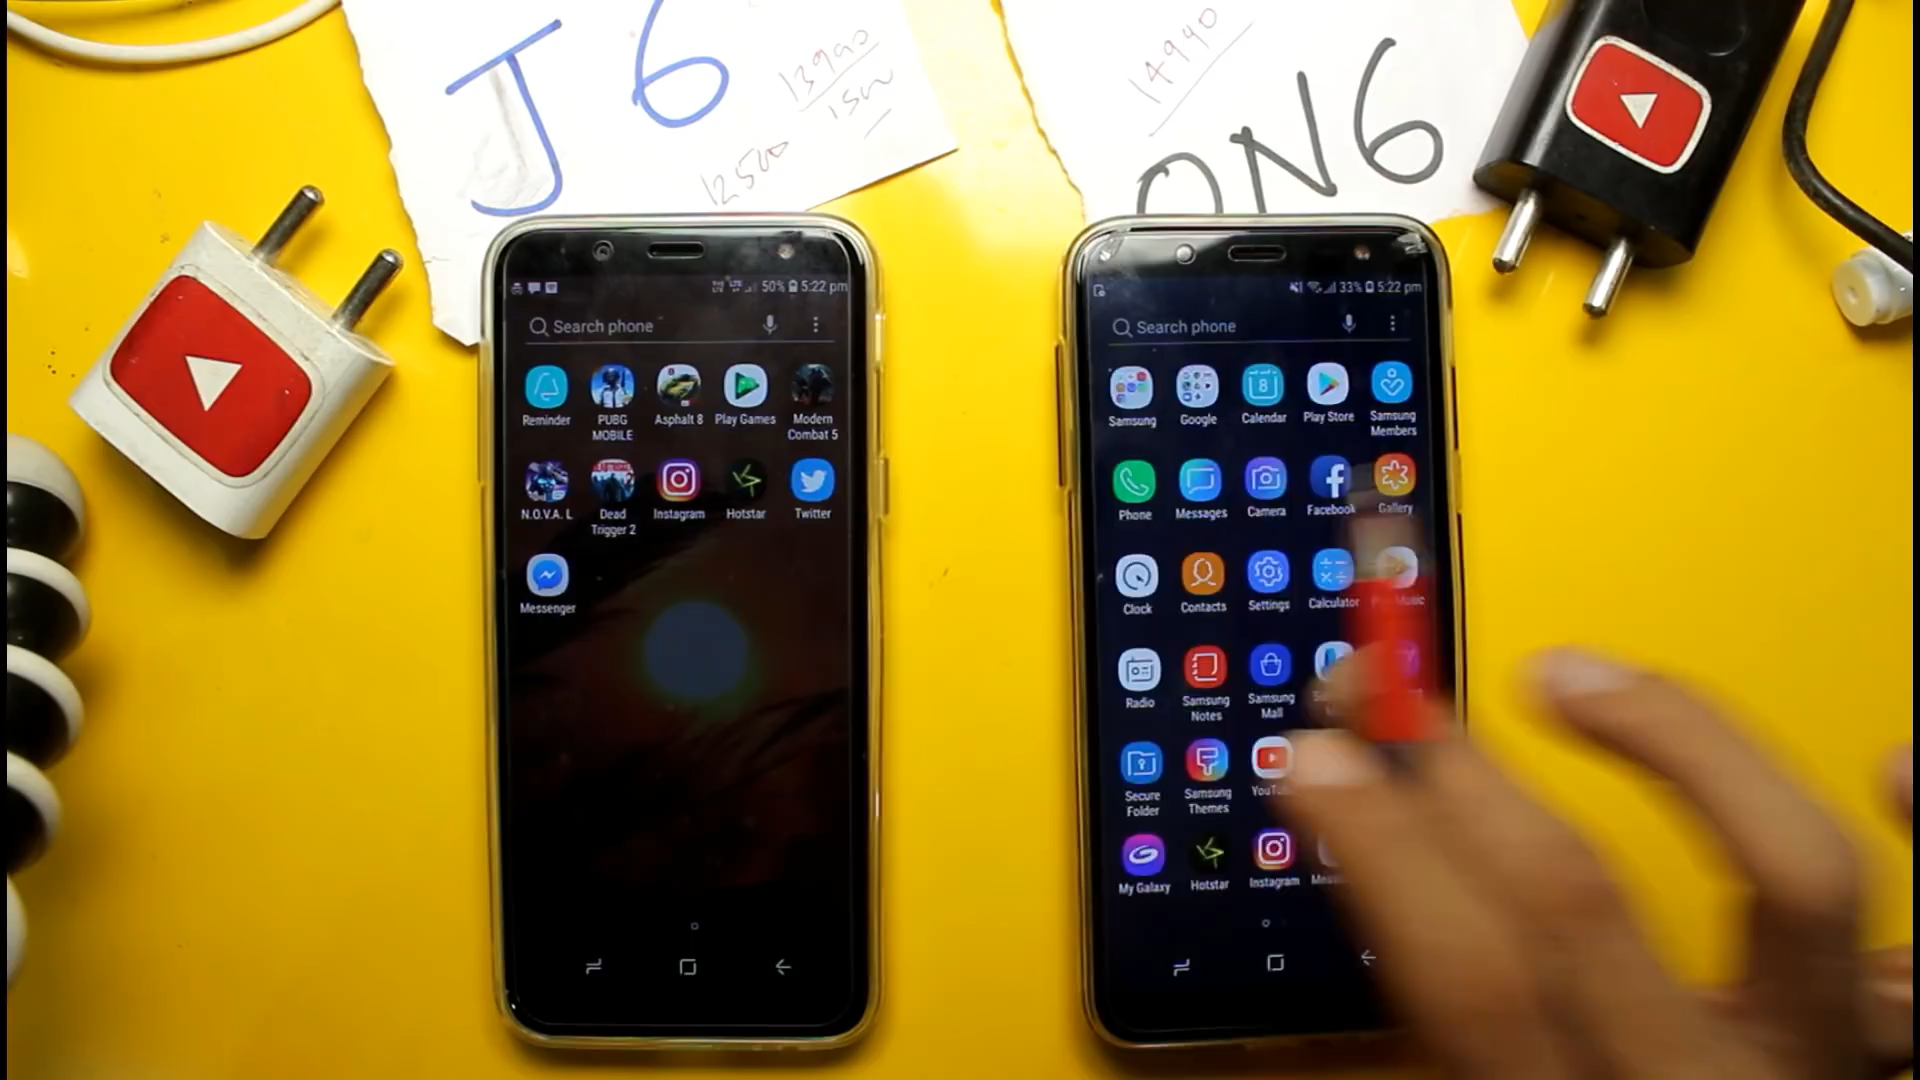 J6
13990
1500
12500
14990
ON6
50% 5:22 pm
Search phone
Reminder
PUBG MOBILE
Asphalt 8
Play Games
Modern Combat 5
N.O.V.A. L
Dead Trigger 2
Instagram
Hotstar
Twitter
Messenger
33% 5:22 pm
Search phone
Samsung
Google
Calendar
Play Store
Samsung Members
Phone
Messages
Camera
Facebook
Gallery
Clock
Contacts
Settings
Calculator
Music
Radio
Samsung Notes
Samsung Mall
Secure Folder
Samsung Themes
YouTu
My Galaxy
Hotstar
Instagram